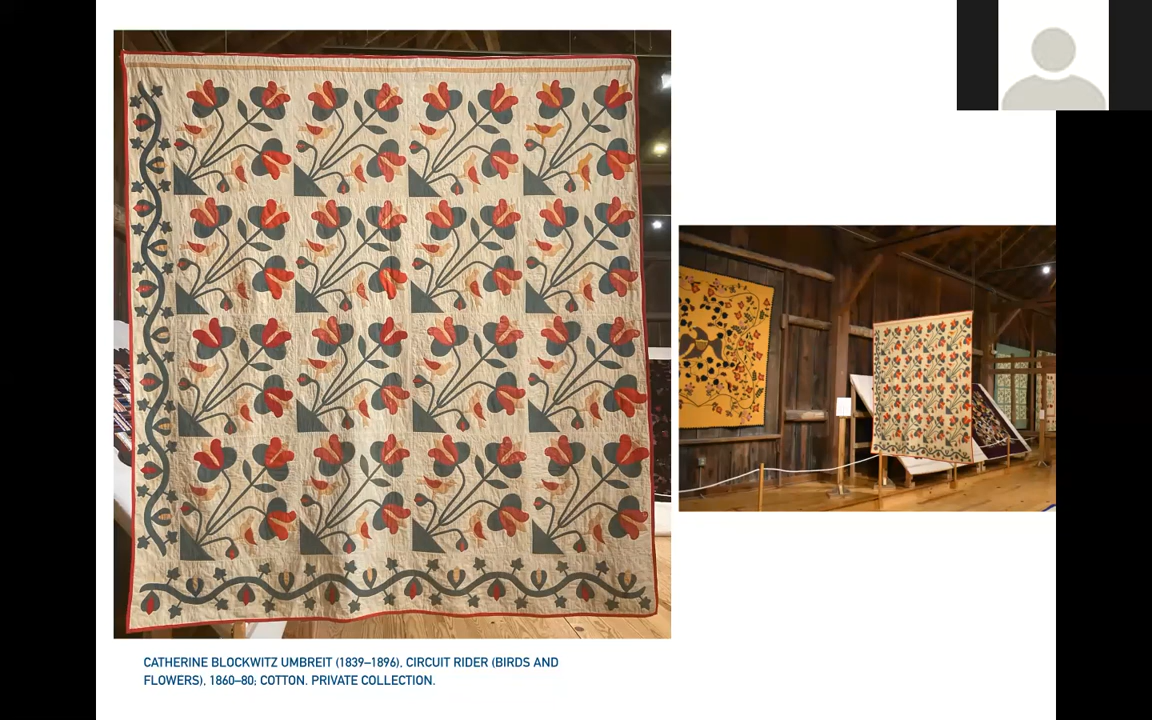 CATHERINE BLOCKWITZ UMBREIT (1839–1896), CIRCUIT RIDER (BIRDS AND
FLOWERS), 1860–80; COTTON. PRIVATE COLLECTION.